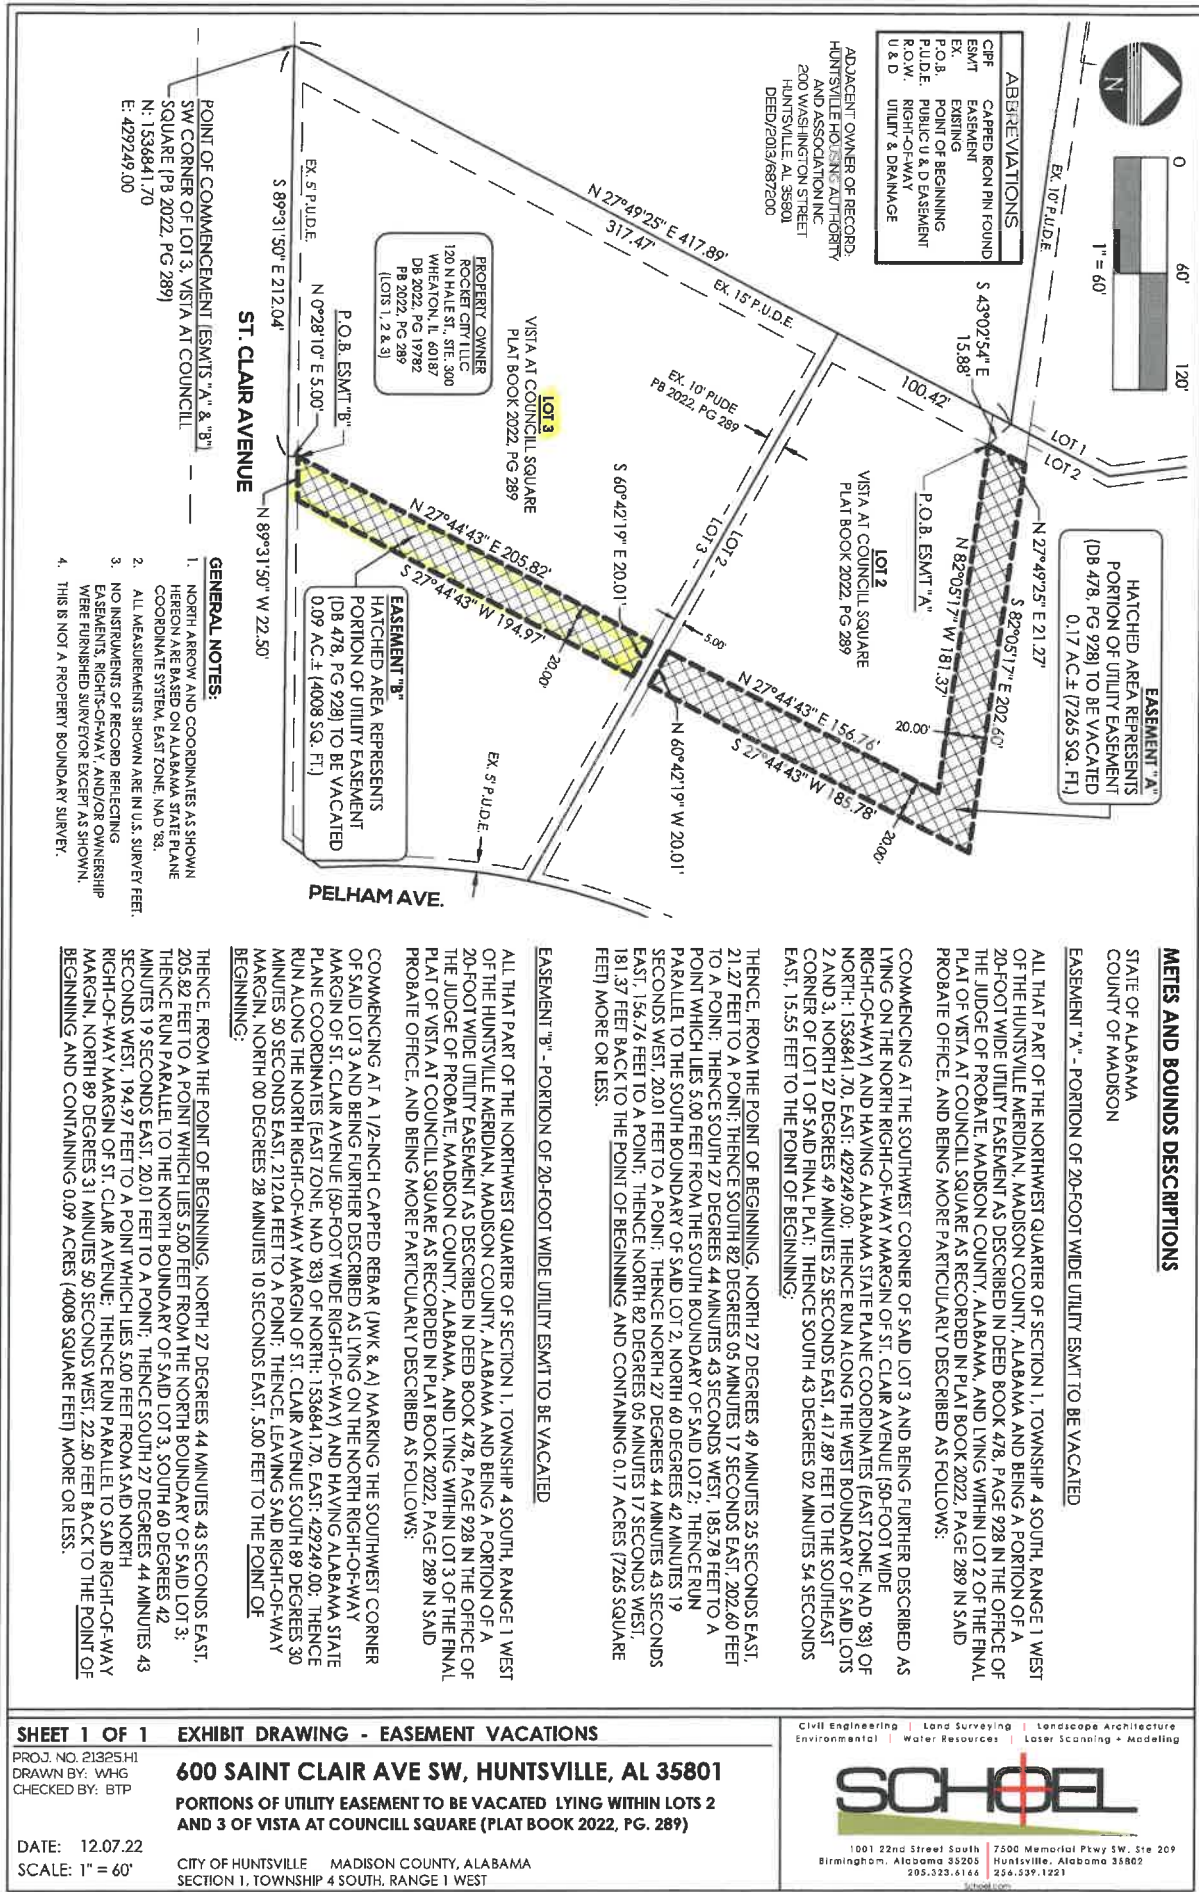 0 60' 120'
1" = 60'
N
ABBREVIATIONS
CIPF CAPPED IRON PIN FOUND
ESMT EASEMENT
EX. EXISTING
P.O.B. POINT OF BEGINNING
P.U.D.E. PUBLIC U & D EASEMENT
R.O.W. RIGHT-OF-WAY
U & D UTILITY & DRAINAGE
ADJACENT OWNER OF RECORD:
HUNTSVILLE HOUSING AUTHORITY
AND ASSOCIATION INC
200 WASHINGTON STREET
HUNTSVILLE, AL 35801
DEED/2013/687200
EX. 10' P.U.D.E.
S 43°02'54" E
15.88'
LOT 1
LOT 2
N 27°49'25" E 21.27'
S 82°05'17" E 202.60'
N 82°05'17" W 181.37'
20.00'
EASEMENT "A"
HATCHED AREA REPRESENTS
PORTION OF UTILITY EASEMENT
(DB 478, PG 928) TO BE VACATED
0.17 AC.± (7265 SQ. FT.)
P.O.B. ESMT "A"
LOT 2
VISTA AT COUNCILL SQUARE
PLAT BOOK 2022, PG 289
100.42'
N 27°49'25" E 417.89'
317.47'
EX. 15' P.U.D.E.
EX. 10' PUDE
PB 2022, PG 289
N 27°44'43" E 156.76'
S 27°44'43" W 185.78'
20.00'
N 60°42'19" W 20.01'
5.00'
LOT 2
LOT 3
S 60°42'19" E 20.01'
LOT 3
VISTA AT COUNCILL SQUARE
PLAT BOOK 2022, PG 289
PROPERTY OWNER
ROCKET CITY I LLC
120 N HALE ST., STE: 300
WHEATON, IL 60187
DB 2022, PG 19782
PB 2022, PG 289
(LOTS 1, 2 & 3)
N 27°44'43" E 205.82'
S 27°44'43" W 194.97'
20.00'
EASEMENT "B"
HATCHED AREA REPRESENTS
PORTION OF UTILITY EASEMENT
(DB 478, PG 928) TO BE VACATED
0.09 AC.± (4008 SQ. FT.)
P.O.B. ESMT "B"
N 0°28'10" E 5.00'
EX. 5' P.U.D.E.
EX. 5' P.U.D.E.
S 89°31'50" E 212.04'
N 89°31'50" W 22.50'
ST. CLAIR AVENUE
PELHAM AVE.
POINT OF COMMENCEMENT (ESMTS "A" & "B")
SW CORNER OF LOT 3, VISTA AT COUNCILL
SQUARE (PB 2022, PG 289)
N: 1536841.70
E: 429249.00
GENERAL NOTES:
1. NORTH ARROW AND COORDINATES AS SHOWN
HEREON ARE BASED ON ALABAMA STATE PLANE
COORDINATE SYSTEM, EAST ZONE, NAD '83.
2. ALL MEASUREMENTS SHOWN ARE IN U.S. SURVEY FEET.
3. NO INSTRUMENTS OF RECORD REFLECTING
EASEMENTS, RIGHTS-OF-WAY, AND/OR OWNERSHIP
WERE FURNISHED SURVEYOR EXCEPT AS SHOWN.
4. THIS IS NOT A PROPERTY BOUNDARY SURVEY.
METES AND BOUNDS DESCRIPTIONS
STATE OF ALABAMA
COUNTY OF MADISON
EASEMENT "A" - PORTION OF 20-FOOT WIDE UTILITY ESMT TO BE VACATED
ALL THAT PART OF THE NORTHWEST QUARTER OF SECTION 1, TOWNSHIP 4 SOUTH, RANGE 1 WEST
OF THE HUNTSVILLE MERIDIAN, MADISON COUNTY, ALABAMA AND BEING A PORTION OF A
20-FOOT WIDE UTILITY EASEMENT AS DESCRIBED IN DEED BOOK 478, PAGE 928 IN THE OFFICE OF
THE JUDGE OF PROBATE, MADISON COUNTY, ALABAMA, AND LYING WITHIN LOT 2 OF THE FINAL
PLAT OF VISTA AT COUNCILL SQUARE AS RECORDED IN PLAT BOOK 2022, PAGE 289 IN SAID
PROBATE OFFICE, AND BEING MORE PARTICULARLY DESCRIBED AS FOLLOWS:
COMMENCING AT THE SOUTHWEST CORNER OF SAID LOT 3 AND BEING FURTHER DESCRIBED AS
LYING ON THE NORTH RIGHT-OF-WAY MARGIN OF ST. CLAIR AVENUE (50-FOOT WIDE
RIGHT-OF-WAY) AND HAVING ALABAMA STATE PLANE COORDINATES (EAST ZONE, NAD '83) OF
NORTH: 1536841.70, EAST: 429249.00; THENCE RUN ALONG THE WEST BOUNDARY OF SAID LOTS
2 AND 3, NORTH 27 DEGREES 49 MINUTES 25 SECONDS EAST, 417.89 FEET TO THE SOUTHEAST
CORNER OF LOT 1 OF SAID FINAL PLAT; THENCE SOUTH 43 DEGREES 02 MINUTES 54 SECONDS
EAST, 15.55 FEET TO THE POINT OF BEGINNING;
THENCE, FROM THE POINT OF BEGINNING, NORTH 27 DEGREES 49 MINUTES 25 SECONDS EAST,
21.27 FEET TO A POINT; THENCE SOUTH 82 DEGREES 05 MINUTES 17 SECONDS EAST, 202.60 FEET
TO A POINT; THENCE SOUTH 27 DEGREES 44 MINUTES 43 SECONDS WEST, 185.78 FEET TO A
POINT WHICH LIES 5.00 FEET FROM THE SOUTH BOUNDARY OF SAID LOT 2; THENCE RUN
PARALLEL TO THE SOUTH BOUNDARY OF SAID LOT 2, NORTH 60 DEGREES 42 MINUTES 19
SECONDS WEST, 20.01 FEET TO A POINT; THENCE NORTH 27 DEGREES 44 MINUTES 43 SECONDS
EAST, 156.76 FEET TO A POINT; THENCE NORTH 82 DEGREES 05 MINUTES 17 SECONDS WEST,
181.37 FEET BACK TO THE POINT OF BEGINNING AND CONTAINING 0.17 ACRES (7265 SQUARE
FEET) MORE OR LESS.
EASEMENT "B" - PORTION OF 20-FOOT WIDE UTILITY ESMT TO BE VACATED
ALL THAT PART OF THE NORTHWEST QUARTER OF SECTION 1, TOWNSHIP 4 SOUTH, RANGE 1 WEST
OF THE HUNTSVILLE MERIDIAN, MADISON COUNTY, ALABAMA AND BEING A PORTION OF A
20-FOOT WIDE UTILITY EASEMENT AS DESCRIBED IN DEED BOOK 478, PAGE 928 IN THE OFFICE OF
THE JUDGE OF PROBATE, MADISON COUNTY, ALABAMA, AND LYING WITHIN LOT 3 OF THE FINAL
PLAT OF VISTA AT COUNCILL SQUARE AS RECORDED IN PLAT BOOK 2022, PAGE 289 IN SAID
PROBATE OFFICE, AND BEING MORE PARTICULARLY DESCRIBED AS FOLLOWS:
COMMENCING AT A 1/2-INCH CAPPED REBAR (JWK & A) MARKING THE SOUTHWEST CORNER
OF SAID LOT 3 AND BEING FURTHER DESCRIBED AS LYING ON THE NORTH RIGHT-OF-WAY
MARGIN OF ST. CLAIR AVENUE (50-FOOT WIDE RIGHT-OF-WAY) AND HAVING ALABAMA STATE
PLANE COORDINATES (EAST ZONE, NAD '83) OF NORTH: 1536841.70, EAST: 429249.00; THENCE
RUN ALONG THE NORTH RIGHT-OF-WAY MARGIN OF ST. CLAIR AVENUE SOUTH 89 DEGREES 30
MINUTES 50 SECONDS EAST, 212.04 FEET TO A POINT; THENCE, LEAVING SAID RIGHT-OF-WAY
MARGIN, NORTH 00 DEGREES 28 MINUTES 10 SECONDS EAST, 5.00 FEET TO THE POINT OF
BEGINNING;
THENCE, FROM THE POINT OF BEGINNING, NORTH 27 DEGREES 44 MINUTES 43 SECONDS EAST,
205.82 FEET TO A POINT WHICH LIES 5.00 FEET FROM THE NORTH BOUNDARY OF SAID LOT 3;
THENCE RUN PARALLEL TO THE NORTH BOUNDARY OF SAID LOT 3, SOUTH 60 DEGREES 42
MINUTES 19 SECONDS EAST, 20.01 FEET TO A POINT; THENCE SOUTH 27 DEGREES 44 MINUTES 43
SECONDS WEST, 194.97 FEET TO A POINT WHICH LIES 5.00 FEET FROM SAID NORTH
RIGHT-OF-WAY MARGIN OF ST. CLAIR AVENUE; THENCE RUN PARALLEL TO SAID RIGHT-OF-WAY
MARGIN, NORTH 89 DEGREES 31 MINUTES 50 SECONDS WEST, 22.50 FEET BACK TO THE POINT OF
BEGINNING AND CONTAINING 0.09 ACRES (4008 SQUARE FEET) MORE OR LESS.
SHEET 1 OF 1 EXHIBIT DRAWING - EASEMENT VACATIONS
PROJ. NO. 21325.H1
DRAWN BY: WHG
CHECKED BY: BTP
DATE: 12.07.22
SCALE: 1" = 60'
600 SAINT CLAIR AVE SW, HUNTSVILLE, AL 35801
PORTIONS OF UTILITY EASEMENT TO BE VACATED LYING WITHIN LOTS 2
AND 3 OF VISTA AT COUNCILL SQUARE (PLAT BOOK 2022, PG. 289)
CITY OF HUNTSVILLE MADISON COUNTY, ALABAMA
SECTION 1, TOWNSHIP 4 SOUTH, RANGE 1 WEST
Civil Engineering | Land Surveying | Landscape Architecture
Environmental | Water Resources | Laser Scanning + Modeling
SCHOEL
1001 22nd Street South
Birmingham, Alabama 35205
205.323.6166
7500 Memorial Pkwy SW. Ste 209
Huntsville, Alabama 35802
256.539.1221
Schoel.com